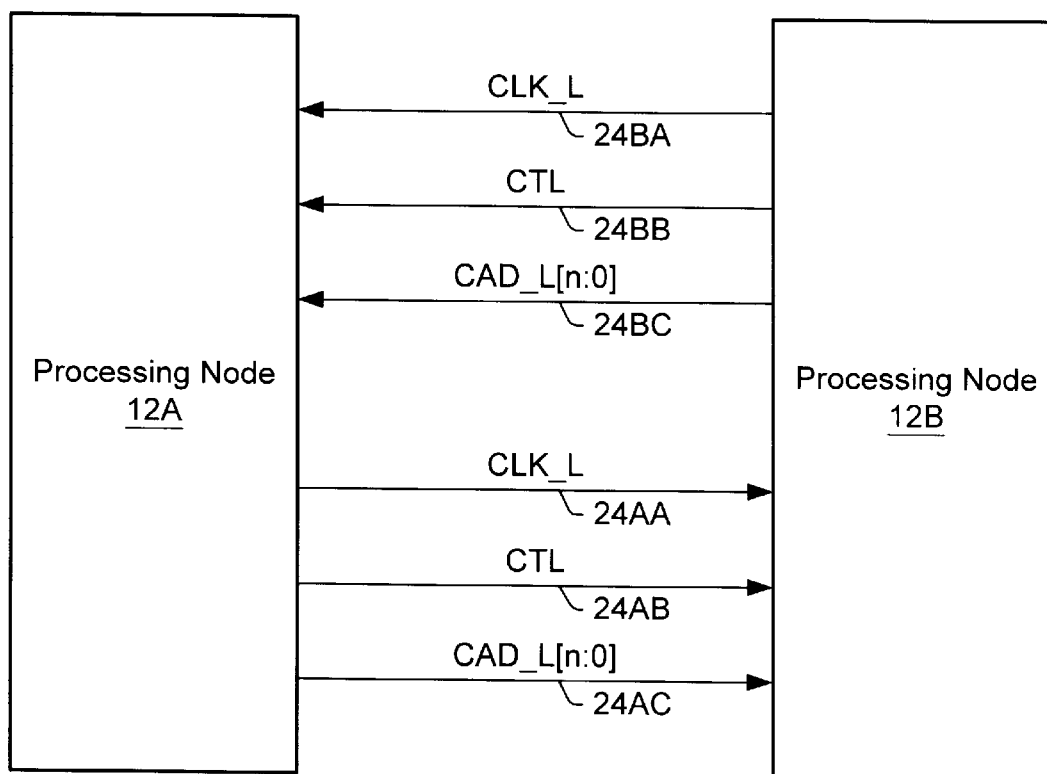 CLK_L
24BA
CTL
24BB
CAD_L[n:0]
24BC
Processing Node
12A
Processing Node
12B
CLK_L
24AA
CTL
24AB
CAD_L[n:0]
24AC